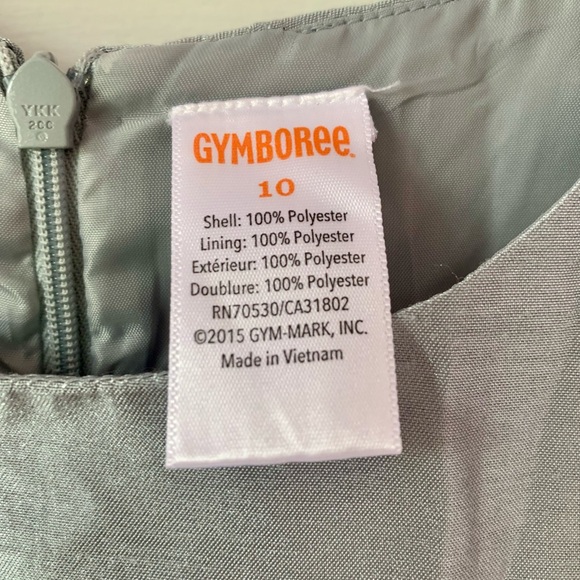 YKK
2CC
GYMBOREE
10
Shell: 100% Polyester
Lining: 100% Polyester
Extérieur: 100% Polyester
Doublure: 100% Polyester
RN70530/CA31802
©2015 GYM-MARK, INC.
Made in Vietnam